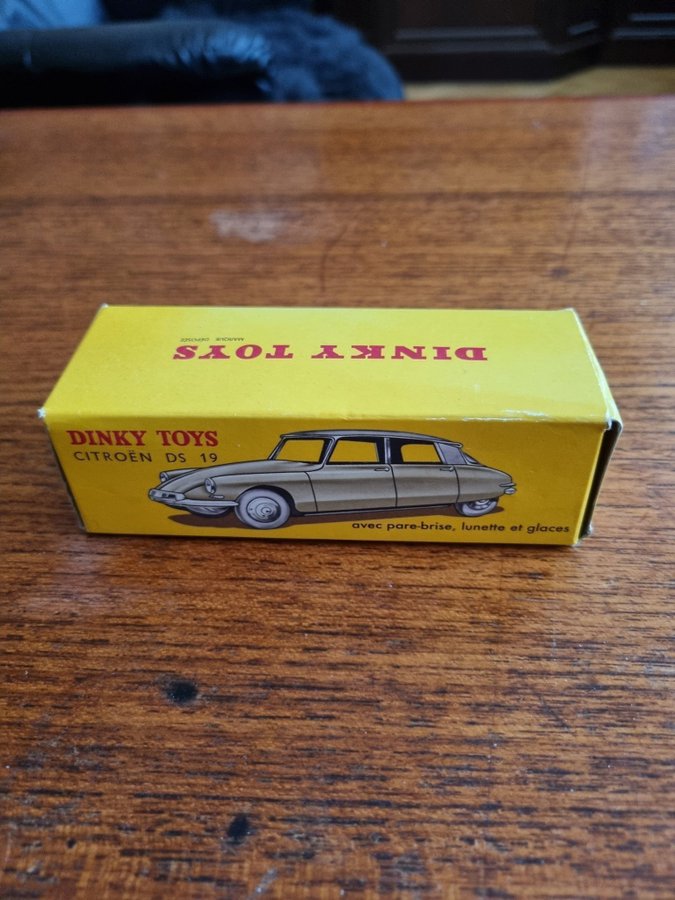 DINKY TOYS
MARQUE DÉPOSÉE
DINKY TOYS
CITROËN DS 19
avec pare-brise, lunette et glaces